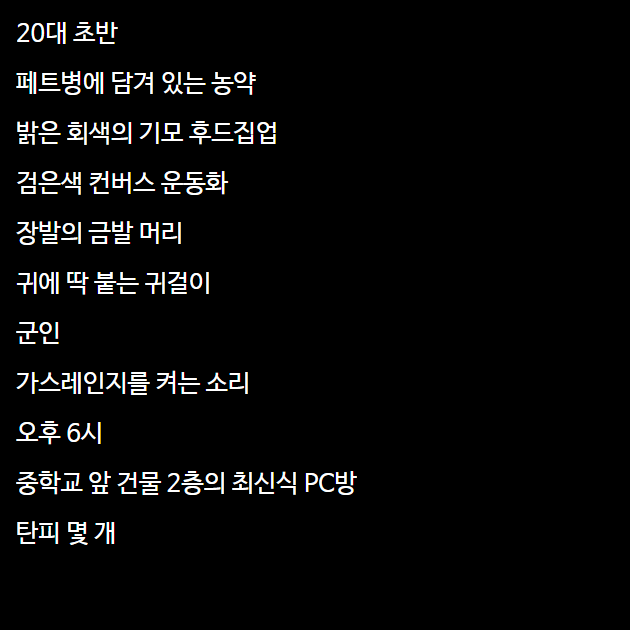 20대 초반
페트병에 담겨 있는 농약
밝은 회색의 기모 후드집업
검은색 컨버스 운동화
장발의 금발 머리
귀에 딱 붙는 귀걸이
군인
가스레인지를 켜는 소리
오후 6시
중학교 앞 건물 2층의 최신식 PC방
탄피 몇 개